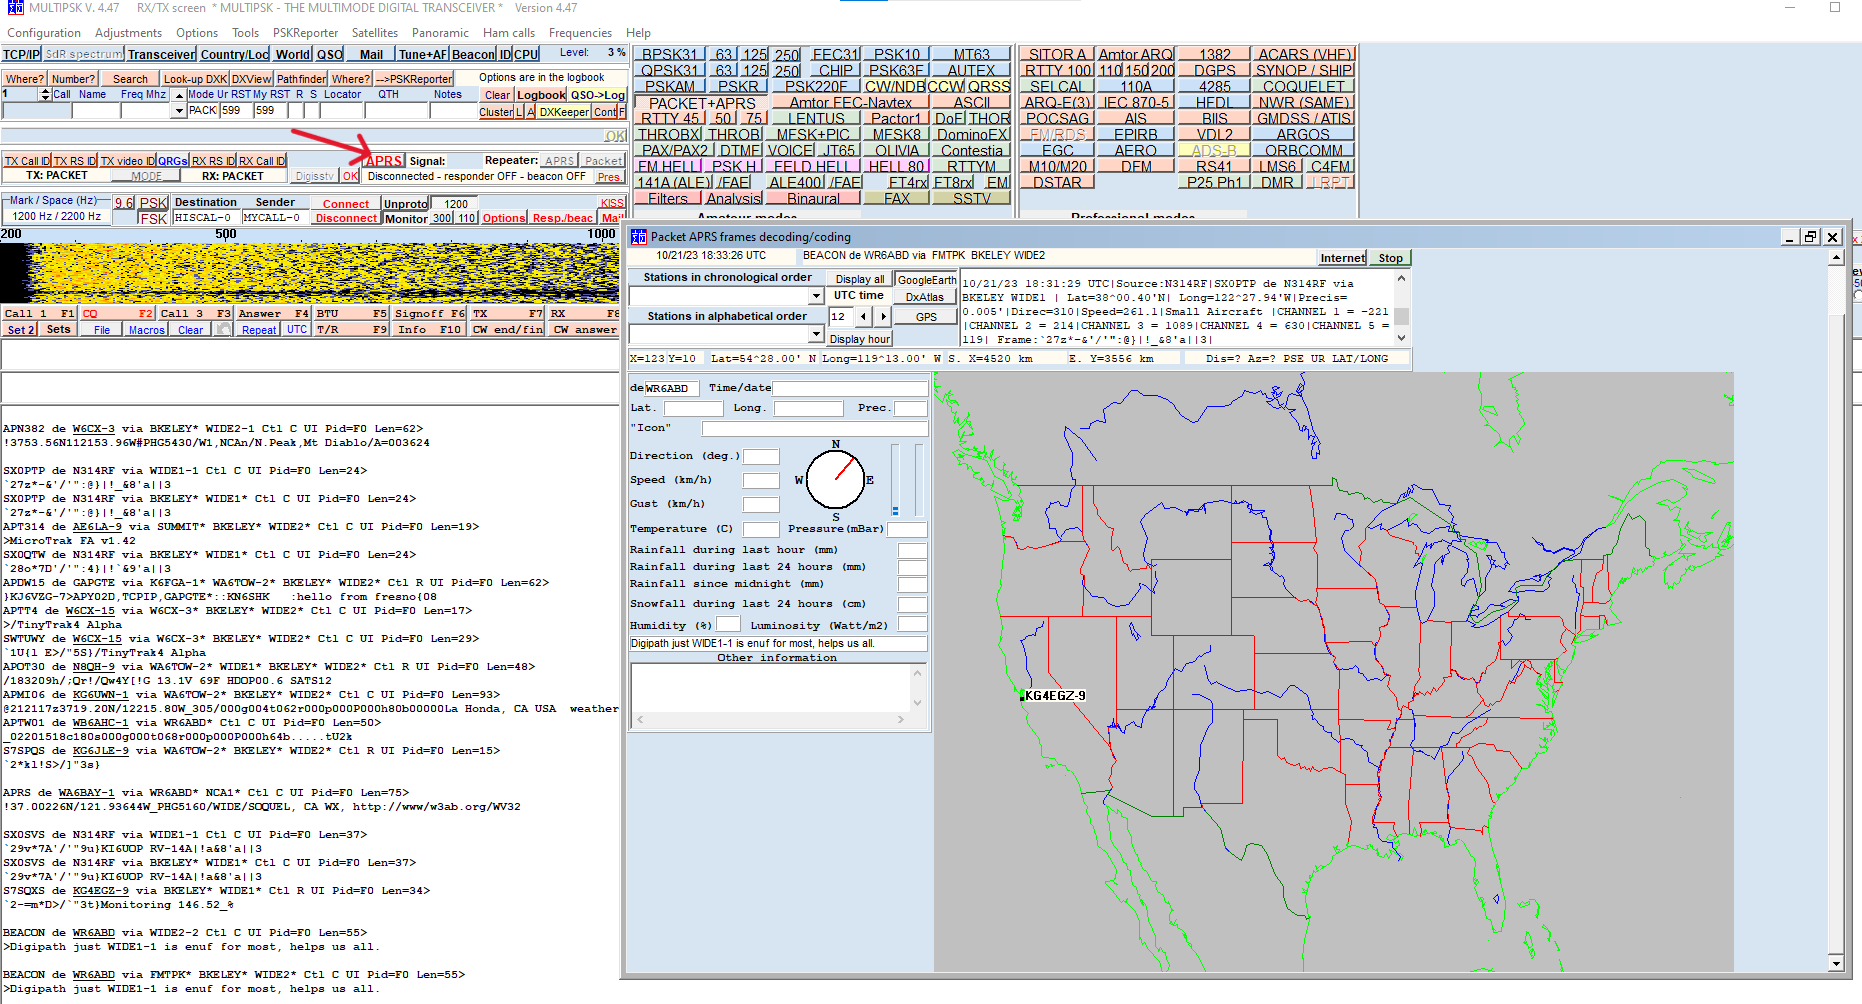 MULTIPSK V. 4.47 RX/TX screen * MULTIPSK - THE MULTIMODE DIGITAL TRANSCEIVER * Version 4.47
Configuration Adjustments Options Tools PSKReporter Satellites Panoramic Ham calls Frequencies Help
TCP/IP SdR spectrum Transceiver Country/Loc World QSO Mail Tune+AF Beacon ID CPU Level: 3 %
Where? Number? Search Look-up DXK DXView Pathfinder Where? -->PSKReporter Options are in the logbook
1 Call Name Freq Mhz Mode Ur RST My RST R S Locator QTH Notes Clear Logbook QSO->Log
PACK 599 599 Cluster L A DXKeeper Cont F
OK
TX Call ID TX RS ID TX video ID QRGs RX RS ID RX Call ID APRS Signal: Repeater: APRS Packet
TX: PACKET MODE RX: PACKET Digisstv OK Disconnected - responder OFF - beacon OFF Pres.
Mark / Space (Hz) 9.6 PSK Destination Sender Connect Unproto 1200 KISS
1200 Hz / 2200 Hz FSK HISCAL-0 MYCALL-0 Disconnect Monitor 300 110 Options Resp./beac Mail
200 500 1000
Call 1 F1 CQ F2 Call 3 F3 Answer F4 BTU F5 Signoff F6 TX F7 RX F8
Set 2 Sets File Macros Clear Repeat UTC T/R F9 Info F10 CW end/fin CW answer
BPSK31 63 125 250 FEC31 PSK10 MT63
QPSK31 63 125 250 CHIP PSK63F AUTEX
PSKAM PSKR PSK220F CW/NDB CCW QRSS
PACKET+APRS Amtor FEC-Navtex ASCII
RTTY 45 50 75 LENTUS Pactor1 DoF THOR
THROBX THROB MFSK+PIC MFSK8 DominoEX
PAX/PAX2 DTMF VOICE JT65 OLIVIA Contestia
FM HELL PSK H FELD HELL HELL 80 RTTYM
141A (ALE) /FAE ALE400 /FAE FT4rx FT8rx EM
Filters Analysis Binaural FAX SSTV
Amateur modes
SITOR A Amtor ARQ 1382 ACARS (VHF)
RTTY 100 110 150 200 DGPS SYNOP / SHIP
SELCAL 110A 4285 COQUELET
ARQ-E(3) IEC 870-5 HFDL NWR (SAME)
POCSAG AIS BIIS GMDSS / ATIS
FM/RDS EPIRB VDL2 ARGOS
EGC AERO ADS-B ORBCOMM
M10/M20 DFM RS41 LMS6 C4FM
DSTAR P25 Ph1 DMR LRPT
Professional modes
APN382 de W6CX-3 via BKELEY* WIDE2-1 Ctl C UI Pid=F0 Len=62>
!3753.56N112153.96W#PHG5430/W1,NCAn/N.Peak,Mt Diablo/A=003624
SX0PTP de N314RF via WIDE1-1 Ctl C UI Pid=F0 Len=24>
`27z*-&'/'":@}|!_&8'a||3
SX0PTP de N314RF via BKELEY* WIDE1* Ctl C UI Pid=F0 Len=24>
`27z*-&'/'":@}|!_&8'a||3
APT314 de AE6LA-9 via SUMMIT* BKELEY* WIDE2* Ctl C UI Pid=F0 Len=19>
>MicroTrak FA v1.42
SX0QTW de N314RF via BKELEY* WIDE1* Ctl C UI Pid=F0 Len=24>
`28o*7D'/'":4}|!`&9'a||3
APDW15 de GAPGTE via K6FGA-1* WA6TOW-2* BKELEY* WIDE2* Ctl R UI Pid=F0 Len=62>
}KJ6VZG-7>APY02D,TCPIP,GAPGTE*::KN6SHK :hello from fresno{08
APTT4 de W6CX-15 via W6CX-3* BKELEY* WIDE2* Ctl C UI Pid=F0 Len=17>
>/TinyTrak4 Alpha
SWTUWY de W6CX-15 via W6CX-3* BKELEY* WIDE2* Ctl C UI Pid=F0 Len=29>
`1U{l E>/"5S}/TinyTrak4 Alpha
APOT30 de N8QH-9 via WA6TOW-2* WIDE1* BKELEY* WIDE2* Ctl R UI Pid=F0 Len=48>
/183209h/;Qr!/Qw4Y[!G 13.1V 69F HDOP00.6 SATS12
APMI06 de KG6UWN-1 via WA6TOW-2* BKELEY* WIDE2* Ctl C UI Pid=F0 Len=93>
@212117z3719.20N/12215.80W_305/000g004t062r000p000P000h80b00000La Honda, CA USA weather
APTW01 de WB6AHC-1 via WR6ABD* Ctl C UI Pid=F0 Len=50>
_02201518c180s000g000t068r000p000P000h64b.....tU2k
S7SPQS de KG6JLE-9 via WA6TOW-2* BKELEY* WIDE2* Ctl R UI Pid=F0 Len=15>
`2*kl!S>/]"3s}
APRS de WA6BAY-1 via WR6ABD* NCA1* Ctl C UI Pid=F0 Len=75>
!37.00226N/121.93644W_PHG5160/WIDE/SOQUEL, CA WX, http://www/w3ab.org/WV32
SX0SVS de N314RF via WIDE1-1 Ctl C UI Pid=F0 Len=37>
`29v*7A'/'"9u}KI6UOP RV-14A|!a&8'a||3
SX0SVS de N314RF via BKELEY* WIDE1* Ctl C UI Pid=F0 Len=37>
`29v*7A'/'"9u}KI6UOP RV-14A|!a&8'a||3
S7SQXS de KG4EGZ-9 via BKELEY* WIDE1* Ctl R UI Pid=F0 Len=34>
`2-=m*D>/`"3t}Monitoring 146.52_%
BEACON de WR6ABD via WIDE2-2 Ctl C UI Pid=F0 Len=55>
>Digipath just WIDE1-1 is enuf for most, helps us all.
BEACON de WR6ABD via FMTPK* BKELEY* WIDE2* Ctl C UI Pid=F0 Len=55>
>Digipath just WIDE1-1 is enuf for most, helps us all.
Packet APRS frames decoding/coding
10/21/23 18:33:26 UTC BEACON de WR6ABD via FMTPK BKELEY WIDE2 Internet Stop
Stations in chronological order Display all GoogleEarth
UTC time DxAtlas
Stations in alphabetical order 12 GPS
Display hour
10/21/23 18:31:29 UTC|Source:N314RF|SX0PTP de N314RF via
BKELEY WIDE1 | Lat=38^00.40'N| Long=122^27.94'W|Precis=
0.005'|Direc=310|Speed=261.1|Small Aircraft |CHANNEL 1 = -221
|CHANNEL 2 = 214|CHANNEL 3 = 1089|CHANNEL 4 = 630|CHANNEL 5 =
119| Frame:`27z*-&'/'":@}|!_&8'a||3|
X=123 Y=10 Lat=54^28.00' N Long=119^13.00' W S. X=4520 km E. Y=3556 km Dis=? Az=? PSE UR LAT/LONG
de WR6ABD Time/date
Lat. Long. Prec.
"Icon"
Direction (deg.)
Speed (km/h)
Gust (km/h)
N
W E
S
Temperature (C) Pressure(mBar)
Rainfall during last hour (mm)
Rainfall during last 24 hours (mm)
Rainfall since midnight (mm)
Snowfall during last 24 hours (cm)
Humidity (%) Luminosity (Watt/m2)
Digipath just WIDE1-1 is enuf for most, helps us all.
Other information
KG4EGZ-9